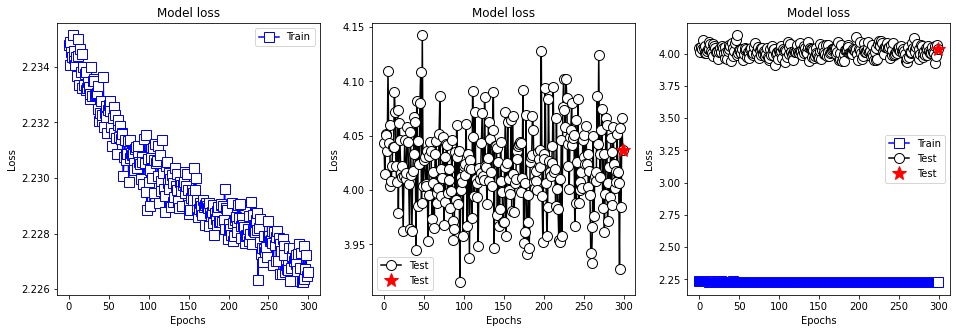 Model loss
Loss
2.234
2.232
2.230
2.228
2.226
Train
0
50
100
150
200
250
300
Epochs
Model loss
Loss
4.15
4.10
4.05
4.00
3.95
Test
Test
0
50
100
150
200
250
300
Epochs
Model loss
Loss
4.00
3.75
3.50
3.25
3.00
2.75
2.50
2.25
Train
Test
Test
0
50
100
150
200
250
300
Epochs